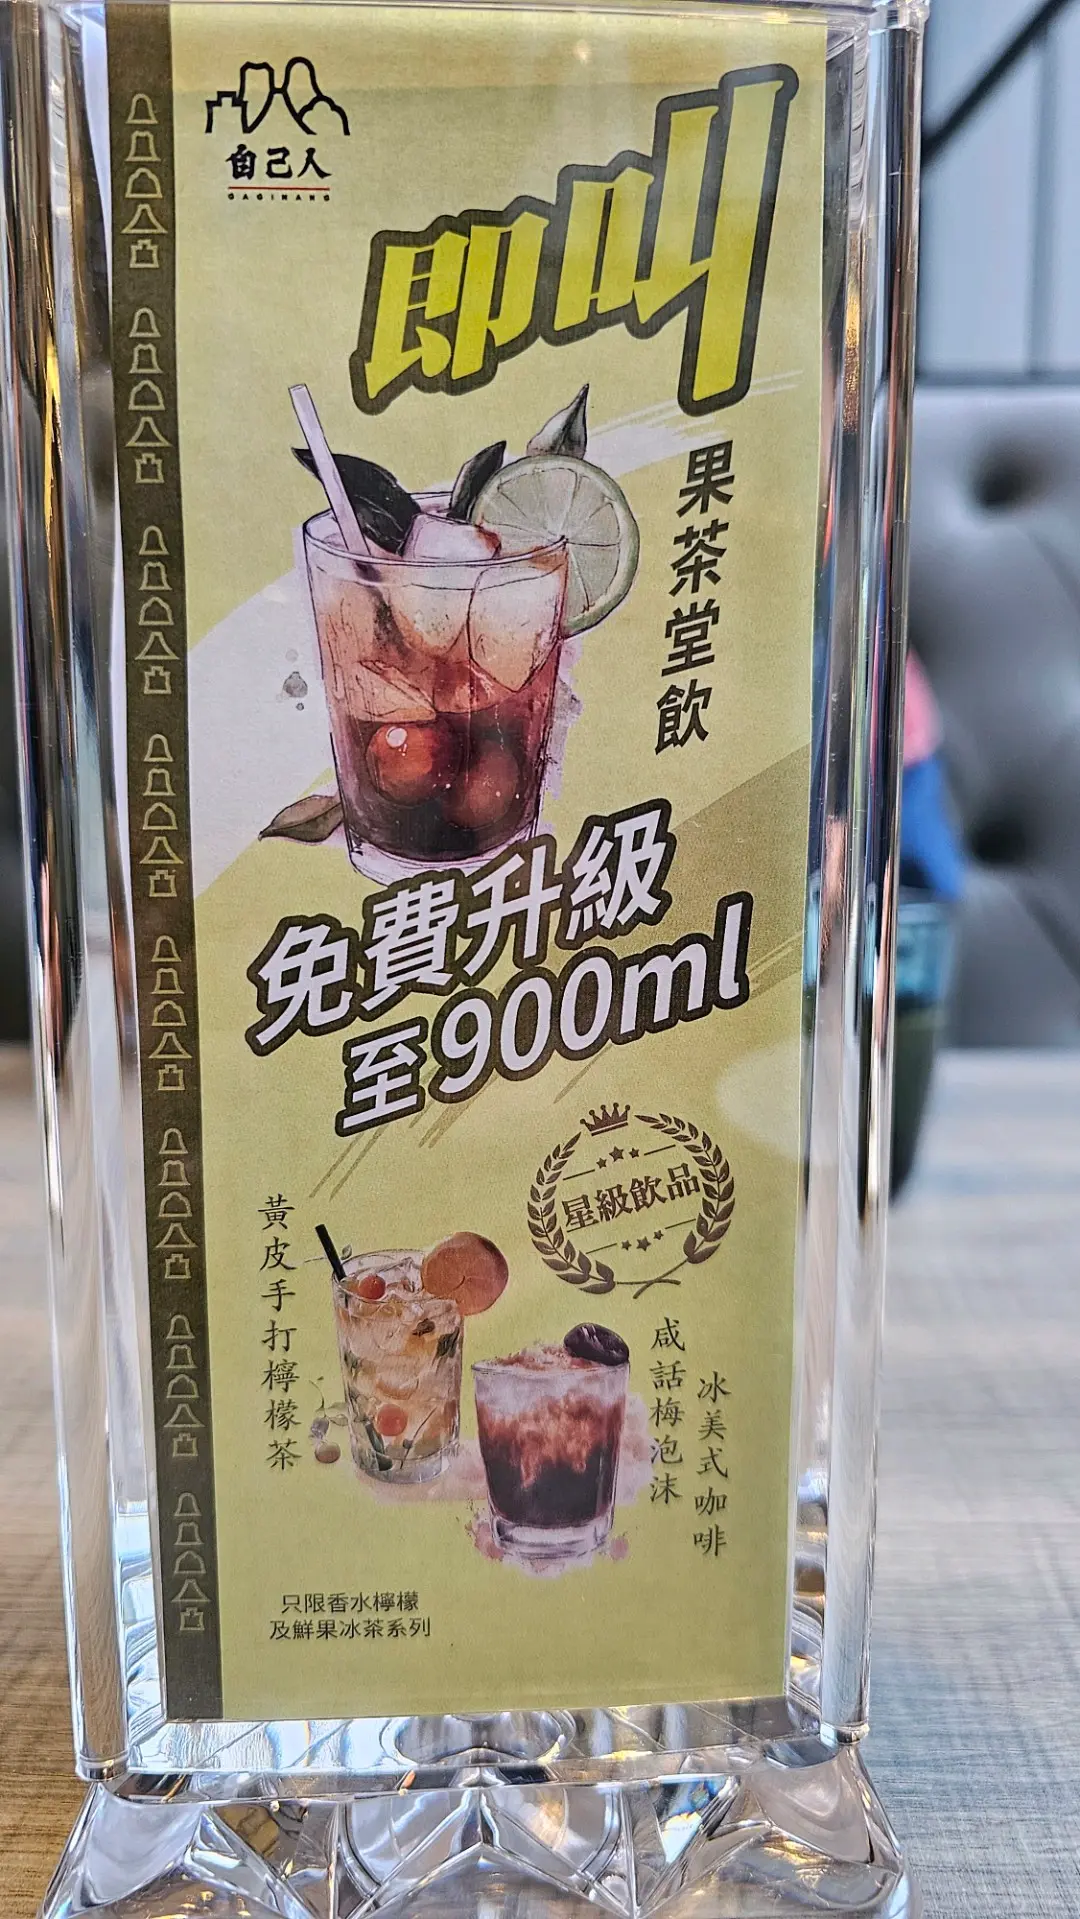 自己人
GAGINANG
即叫
果茶堂飲
免費升級
至900ml
星級飲品
黃皮手打檸檬茶
咸話梅泡沫
冰美式咖啡
只限香水檸檬
及鮮果冰茶系列